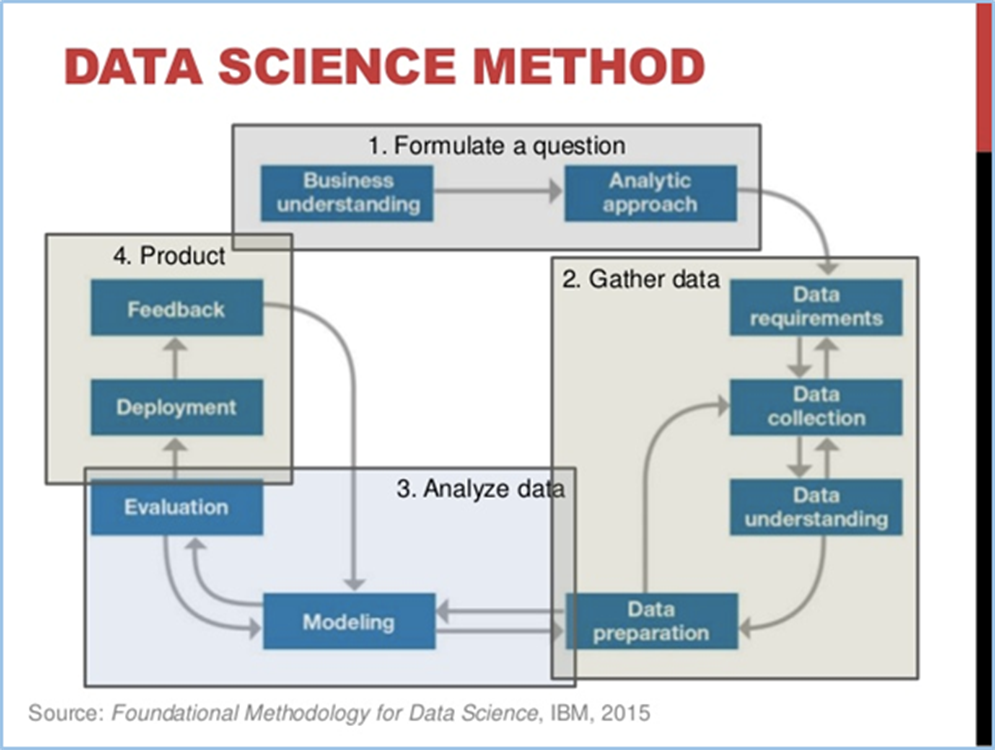 DATA SCIENCE METHOD
1. Formulate a question
Business
understanding
Analytic
approach
4. Product
Feedback
Deployment
2. Gather data
Data
requirements
Data
collection
Data
understanding
Data
preparation
3. Analyze data
Evaluation
Modeling
Source: Foundational Methodology for Data Science, IBM, 2015